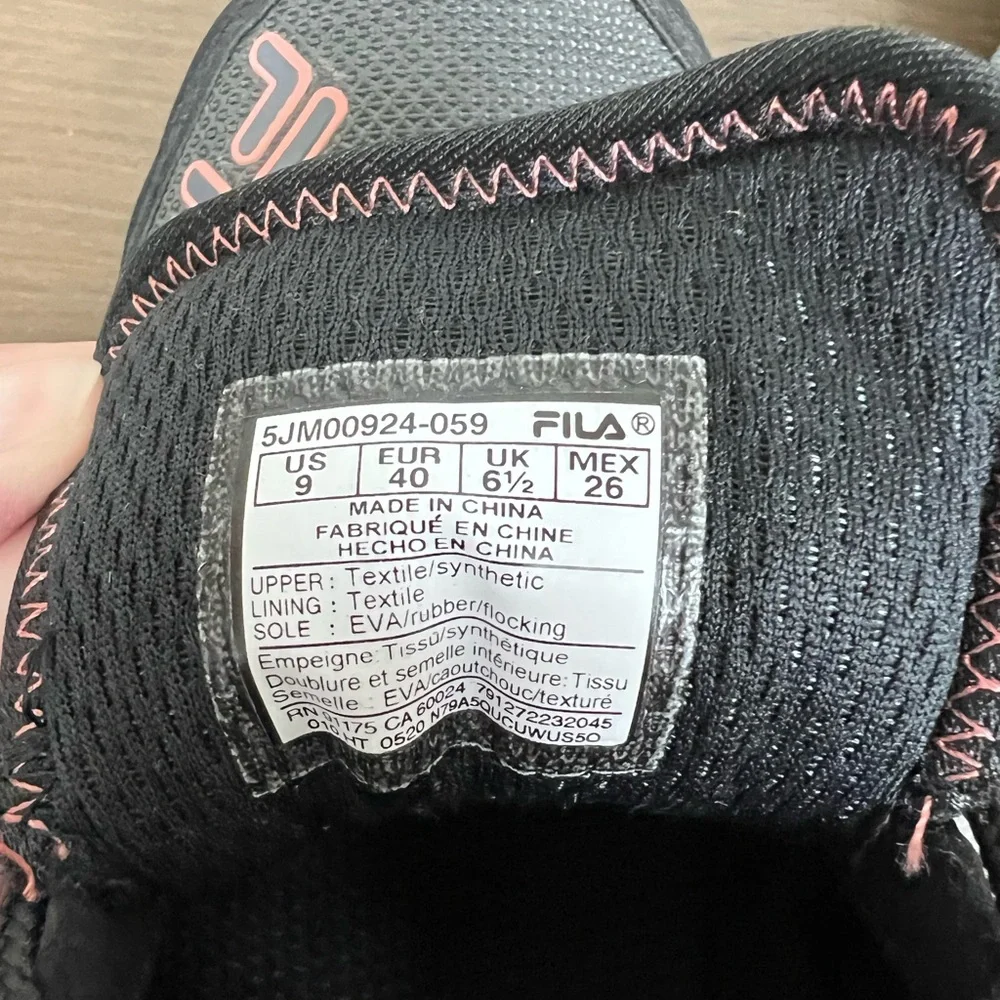 5JM00924-059 FILA®
US EUR UK MEX
9 40 6½ 26
MADE IN CHINA
FABRIQUÉ EN CHINE
HECHO EN CHINA
UPPER : Textile/synthetic
LINING : Textile
SOLE : EVA/rubber/flocking
Empeigne: Tissu/synthétique
Doublure et semelle intérieure: Tissu
Semelle : EVA/caoutchouc/texturé
RN 91175 CA 60024 791272232045
HT 0520 N79A5QUCUWUS5O